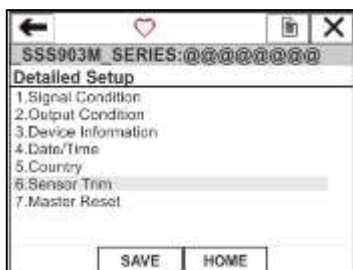 SSS903M_SERIES:@@@@@@@@
Detailed Setup
1.Signal Condition
2.Output Condition
3.Device Information
4.Date/Time
5.Country
6.Sensor Trim
7.Master Reset
SAVE HOME